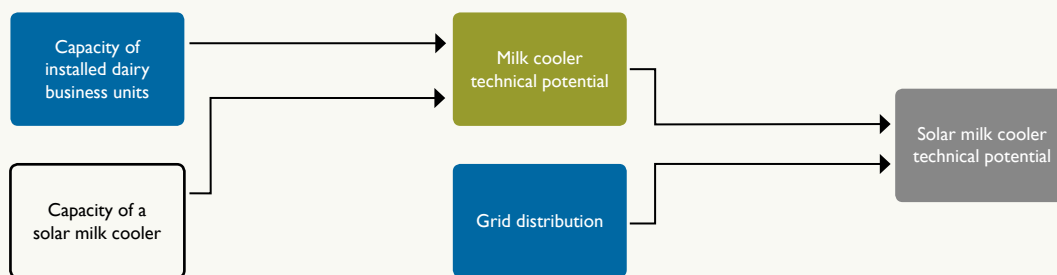 Capacity of
installed dairy
business units
Milk cooler
technical potential
Solar milk cooler
technical potential
Capacity of a
solar milk cooler
Grid distribution